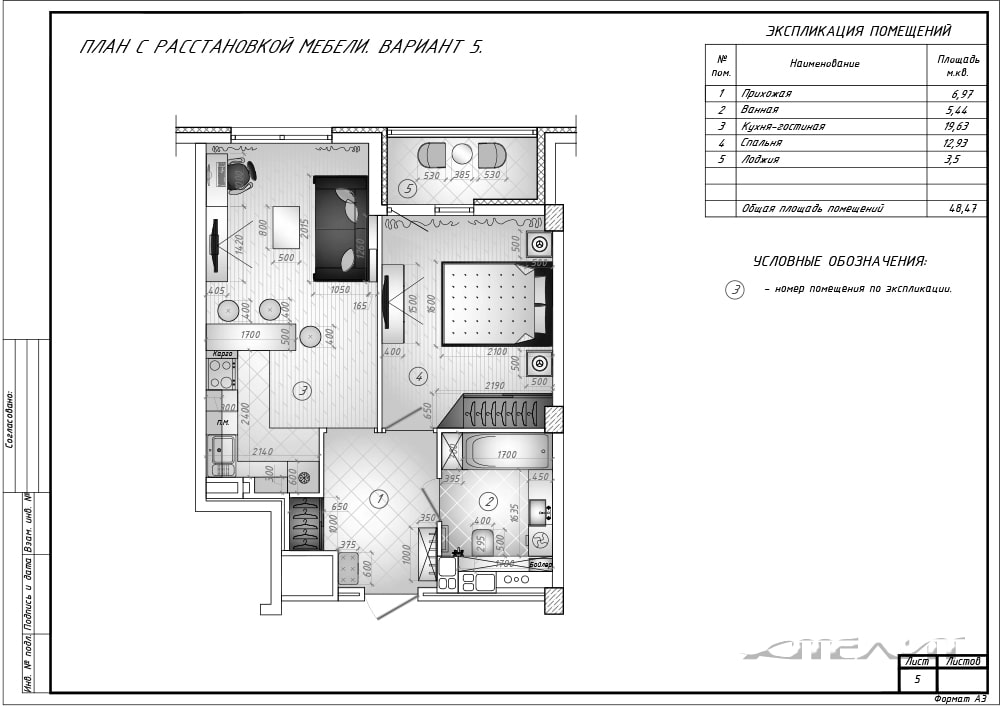 ПЛАН С РАССТАНОВКОЙ МЕБЕЛИ. ВАРИАНТ 5.
ЭКСПЛИКАЦИЯ ПОМЕЩЕНИЙ
№ пом. Наименование Площадь м.кв.
1 Прихожая 6,97
2 Ванная 5,44
3 Кухня-гостиная 19,63
4 Спальня 12,93
5 Лоджия 3,5
Общая площадь помещений 48,47
УСЛОВНЫЕ ОБОЗНАЧЕНИЯ:
3 - номер помещения по экспликации.
530 385 530
5
800
2015
1420
500
1260
405
1050
165
400
400
1700
500
400
Карго
3
300
п.м.
2400
2140
300
600
500
500
1500
1600
400
2100
500
500
4
2190
650
1
650
1000
350
375
600
1000
1700
395
450
2
1635
400
295
500
1700
Бойлер
Согласовано:
Взам. инв. №
Подпись и дата
Инв. № подл.
СТЕЛИТ
Лист Листов
5
Формат А3